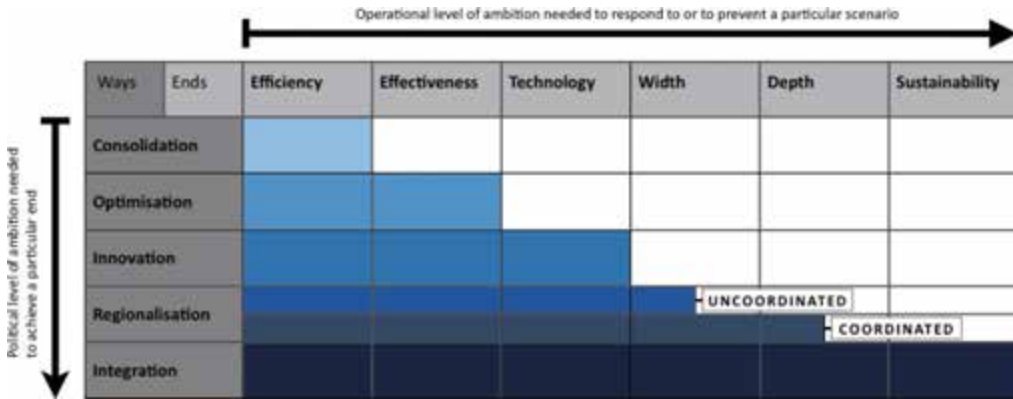 Operational level of ambition needed to respond to or to prevent a particular scenario
Ways Ends Efficiency Effectiveness Technology Width Depth Sustainability
Political level of ambition needed
to achieve a particular end
Consolidation
Optimisation
Innovation
Regionalisation
UNCOORDINATED
COORDINATED
Integration